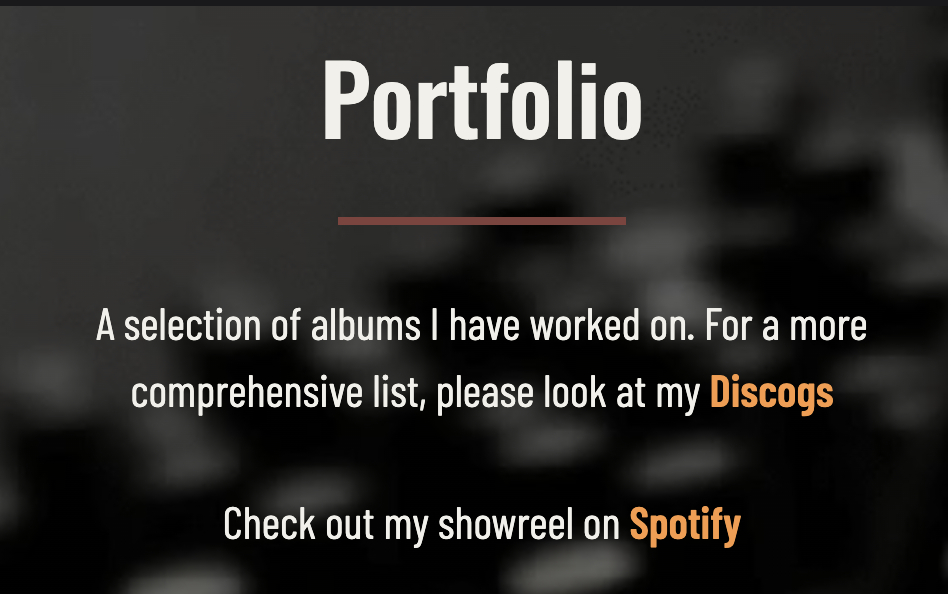 Portfolio
A selection of albums I have worked on. For a more
comprehensive list, please look at my Discogs
Check out my showreel on Spotify